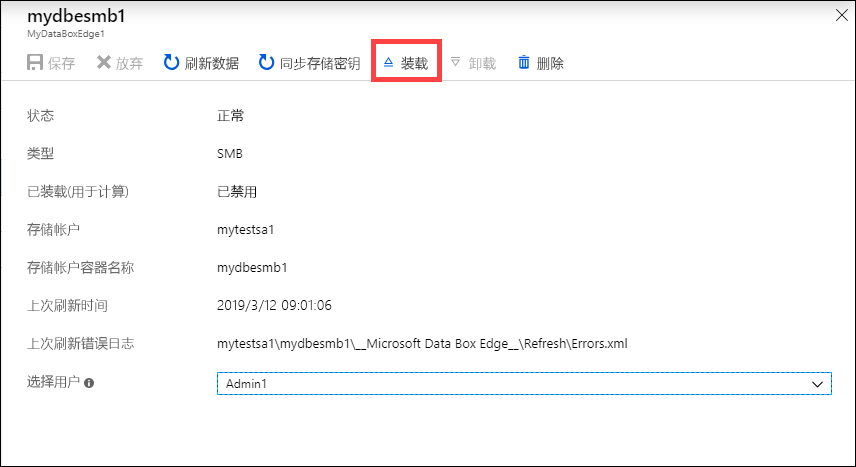 mydbesmb1
MyDataBoxEdge1
保存 放弃 刷新数据 同步存储密钥 装载 卸载 删除
状态 正常
类型 SMB
已装载(用于计算) 已禁用
存储帐户 mytestsa1
存储帐户容器名称 mydbesmb1
上次刷新时间 2019/3/12 09:01:06
上次刷新错误日志 mytestsa1\mydbesmb1\__Microsoft Data Box Edge__\Refresh\Errors.xml
选择用户 Admin1